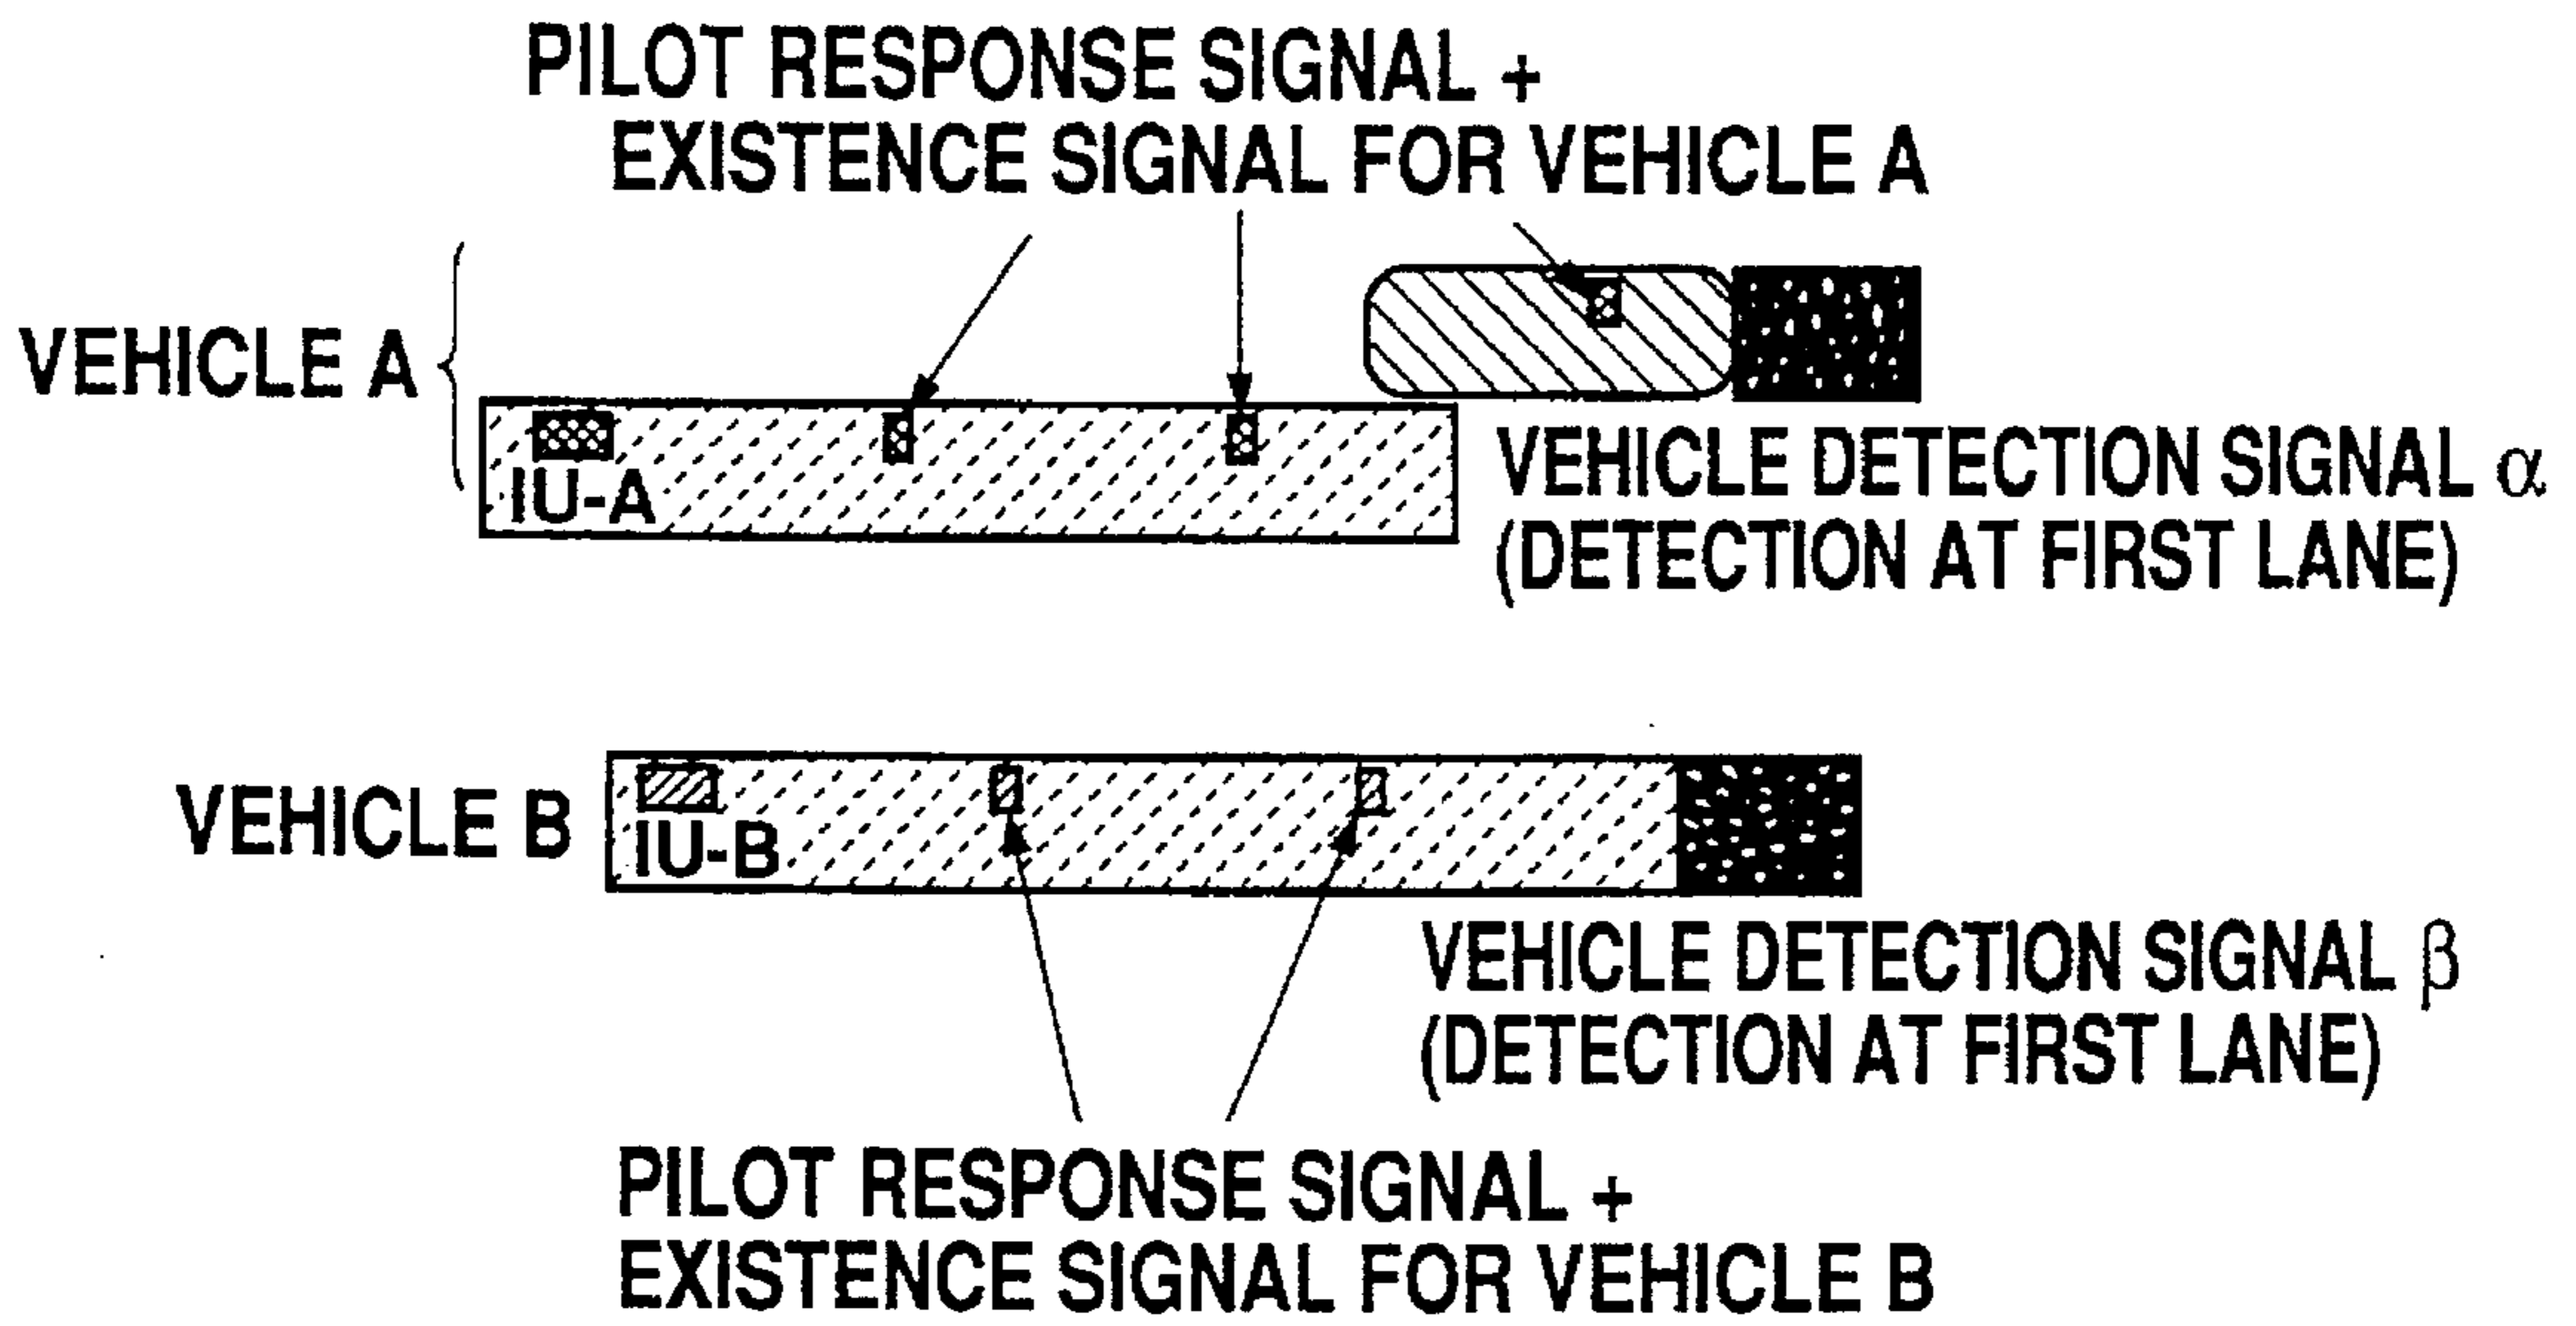 PILOT RESPONSE SIGNAL +
EXISTENCE SIGNAL FOR VEHICLE A
VEHICLE A
IU-A
VEHICLE DETECTION SIGNAL α
(DETECTION AT FIRST LANE)
VEHICLE B
IU-B
VEHICLE DETECTION SIGNAL β
(DETECTION AT FIRST LANE)
PILOT RESPONSE SIGNAL +
EXISTENCE SIGNAL FOR VEHICLE B